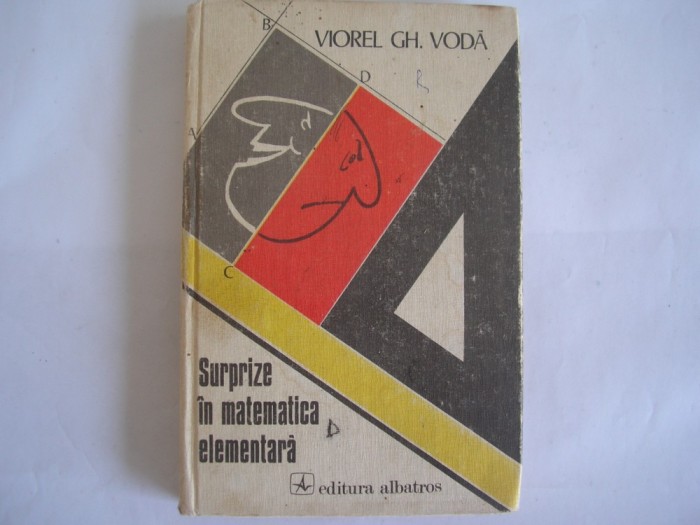 VIOREL GH. VODĂ
B
D
A
C
Surprize
în matematica
elementară
editura albatros